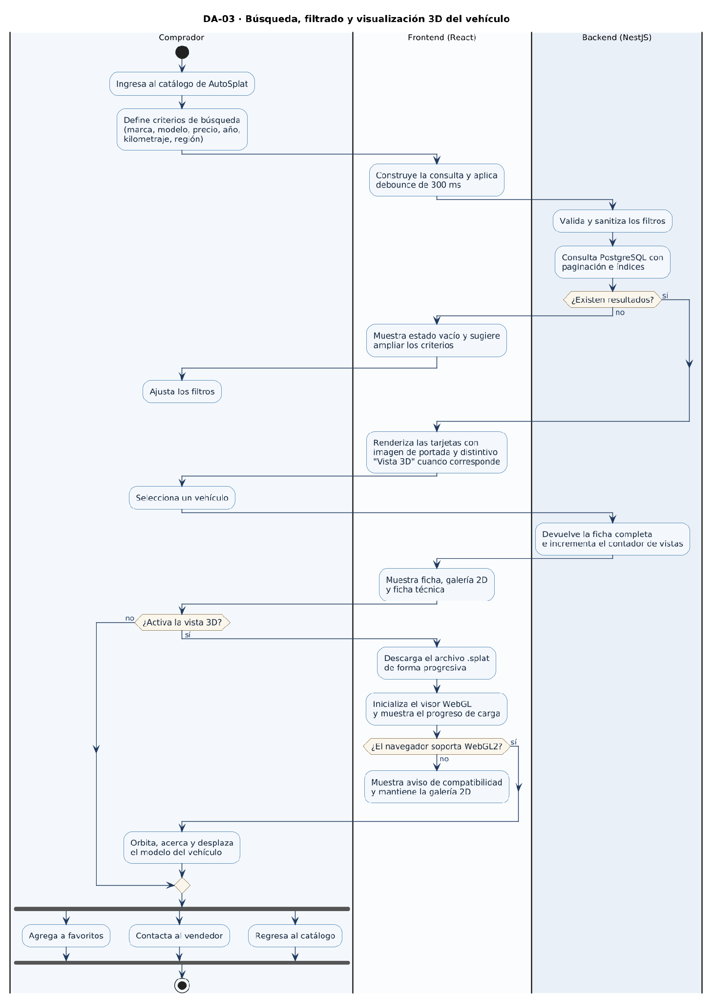 DA-03 · Búsqueda, filtrado y visualización 3D del vehículo
Comprador
Frontend (React)
Backend (NestJS)
Ingresa al catálogo de AutoSplat
Define criterios de búsqueda
(marca, modelo, precio, año,
kilometraje, región)
Construye la consulta y aplica
debounce de 300 ms
Valida y sanitiza los filtros
Consulta PostgreSQL con
paginación e índices
¿Existen resultados?
sí
no
Muestra estado vacío y sugiere
ampliar los criterios
Ajusta los filtros
Renderiza las tarjetas con
imagen de portada y distintivo
"Vista 3D" cuando corresponde
Selecciona un vehículo
Devuelve la ficha completa
e incrementa el contador de vistas
Muestra ficha, galería 2D
y ficha técnica
no
¿Activa la vista 3D?
sí
Descarga el archivo .splat
de forma progresiva
Inicializa el visor WebGL
y muestra el progreso de carga
¿El navegador soporta WebGL2?
sí
no
Muestra aviso de compatibilidad
y mantiene la galería 2D
Orbita, acerca y desplaza
el modelo del vehículo
Agrega a favoritos
Contacta al vendedor
Regresa al catálogo